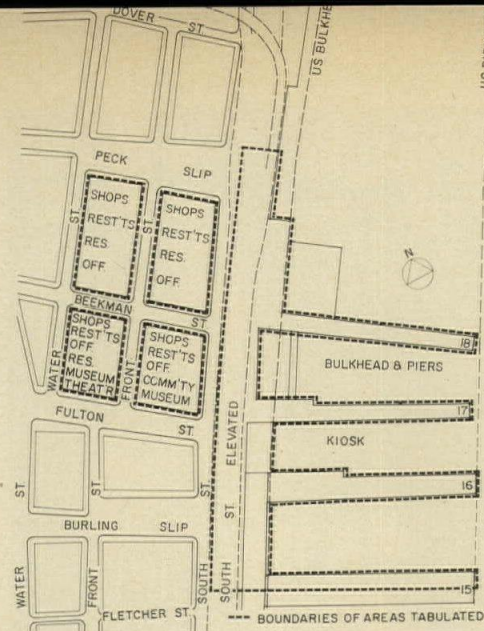 DOVER
ST.
US BULKHE
PECK
SLIP
SHOPS
REST'TS
RES.
OFF.
ST.
ST.
SHOPS
REST'TS
RES.
OFF.
N
BEEKMAN
ST.
SHOPS
REST'TS
OFF.
RES.
MUSEUM
THEAT'R
SHOPS
REST'TS
OFF.
COMM'TY
MUSEUM
WATER
FRONT
18
BULKHEAD & PIERS
17
FULTON
ST.
ELEVATED
KIOSK
16
ST.
ST.
ST.
ST.
BURLING
SLIP
WATER
FRONT
SOUTH
SOUTH
15
FLETCHER ST.
BOUNDARIES OF AREAS TABULATED